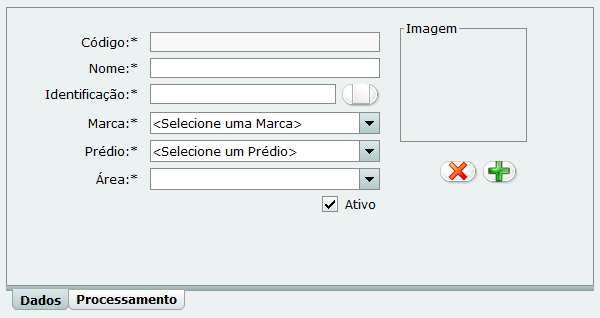 Imagem
Código:*
Nome:*
Identificação:*
Marca:* <Selecione uma Marca>
Prédio:* <Selecione um Prédio>
Área:*
Ativo
Dados Processamento